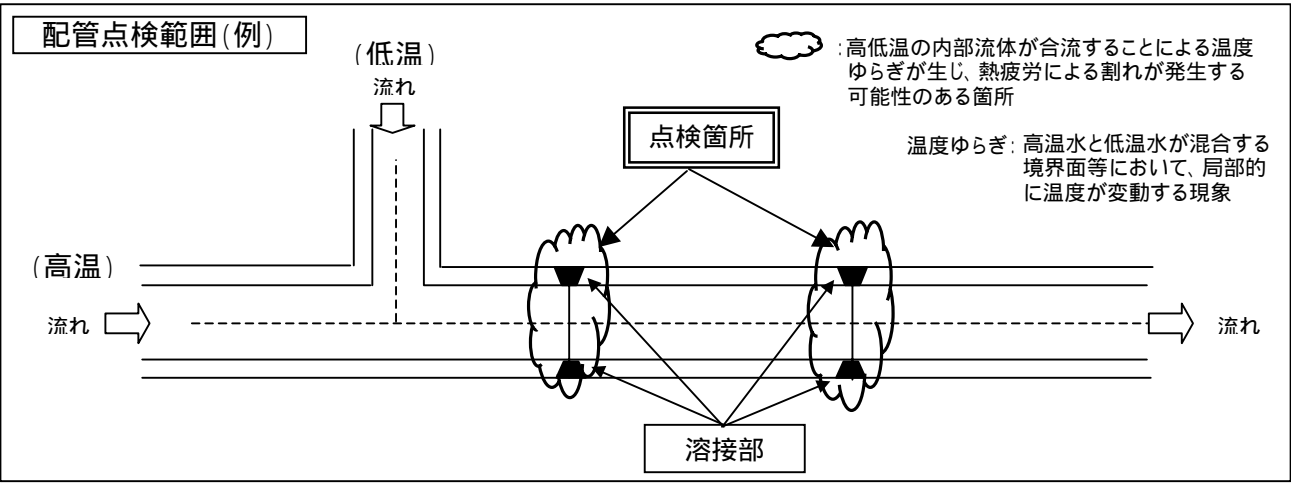 配管点検範囲(例)
(低温)
流れ
:高低温の内部流体が合流することによる温度
ゆらぎが生じ、熱疲労による割れが発生する
可能性のある箇所
点検箇所
温度ゆらぎ:高温水と低温水が混合する
境界面等において、局部的
に温度が変動する現象
(高温)
流れ
流れ
溶接部